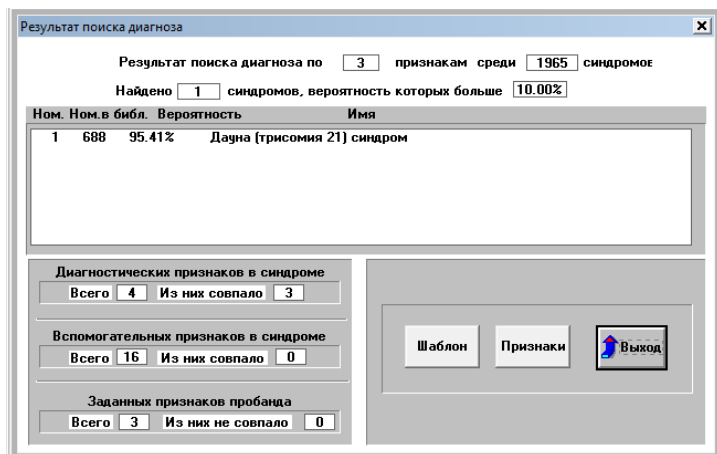 Результат поиска диагноза
Результат поиска диагноза по 3 признакам среди 1965 синдромов
Найдено 1 синдромов, вероятность которых больше 10.00%
Ном. Ном.в библ. Вероятность Имя
1 688 95.41% Дауна (трисомия 21) синдром
Диагностических признаков в синдроме
Всего 4 Из них совпало 3
Вспомогательных признаков в синдроме
Всего 16 Из них совпало 0
Заданных признаков пробанда
Всего 3 Из них не совпало 0
Шаблон Признаки Выход